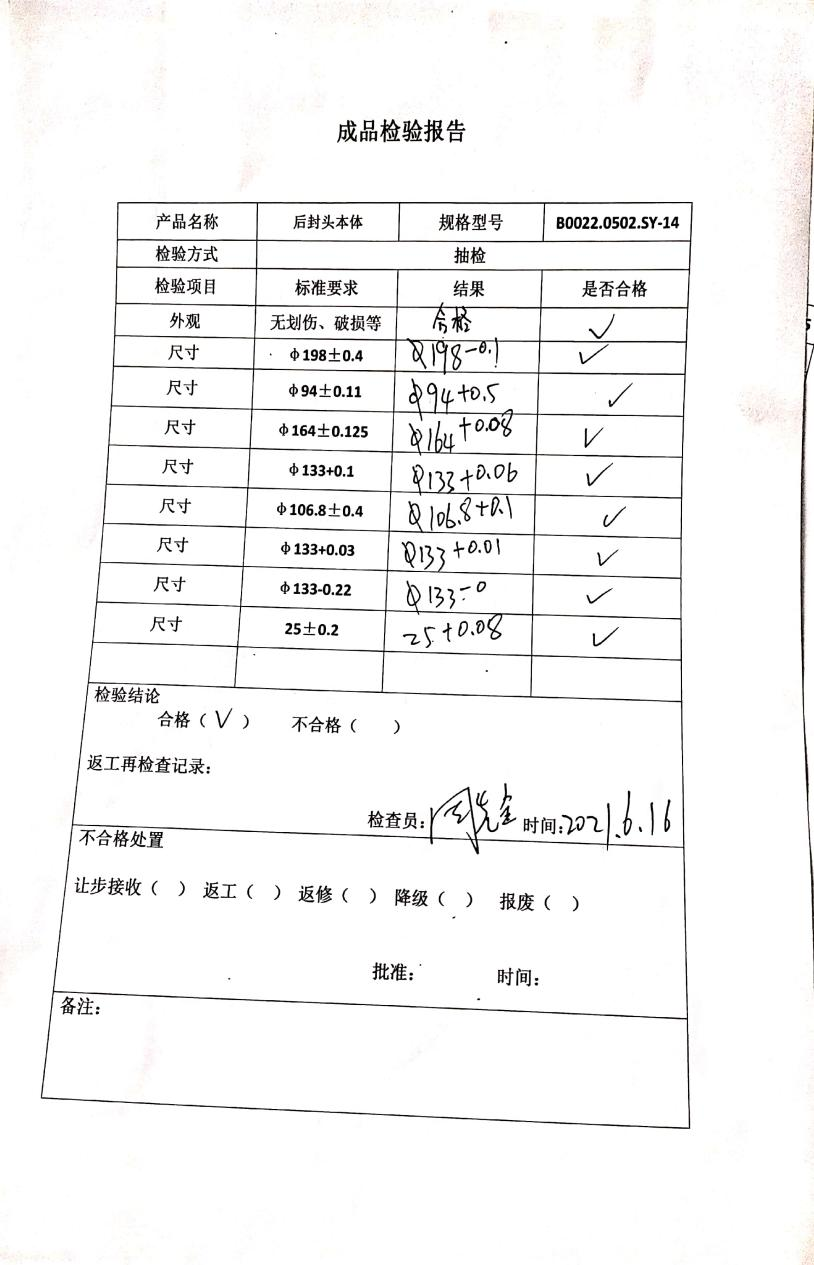 成品检验报告
产品名称 后封头本体 规格型号 B0022.0502.SY-14
检验方式 抽检
检验项目 标准要求 结果 是否合格
外观 无划伤、破损等 合格 ✓
尺寸 φ198±0.4 φ198-0.1 ✓
尺寸 φ94±0.11 φ94+0.5 ✓
尺寸 φ164±0.125 φ164+0.08 ✓
尺寸 φ133+0.1 φ133+0.06 ✓
尺寸 φ106.8±0.4 φ106.8+0.1 ✓
尺寸 φ133+0.03 φ133+0.01 ✓
尺寸 φ133-0.22 φ133-0 ✓
尺寸 25±0.2 25+0.08 ✓
检验结论
合格（✓） 不合格（ ）
返工再检查记录：
检查员： 时间：2021.6.16
不合格处置
让步接收（ ） 返工（ ） 返修（ ） 降级（ ） 报废（ ）
批准： 时间：
备注：